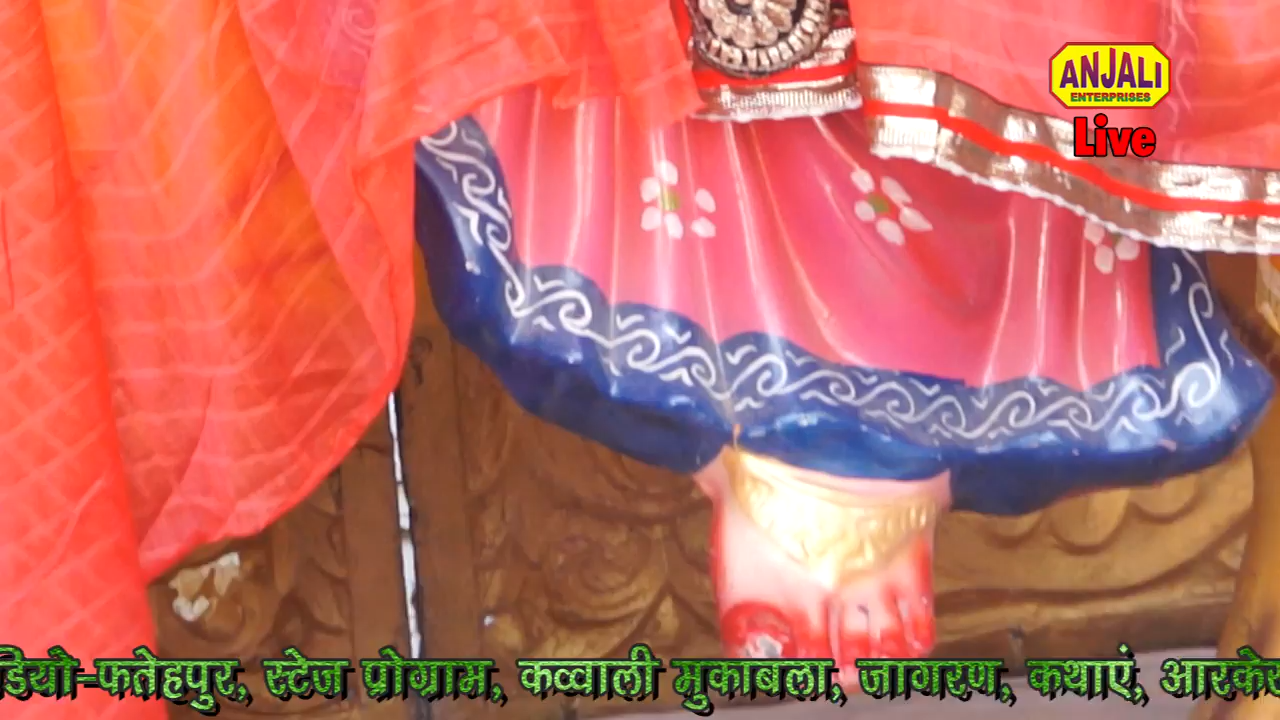 ANJALI
ENTERPRISES
Live
डियो-फतेहपुर, स्टेज प्रोग्राम, कव्वाली मुकाबला, जागरण, कथाएं,